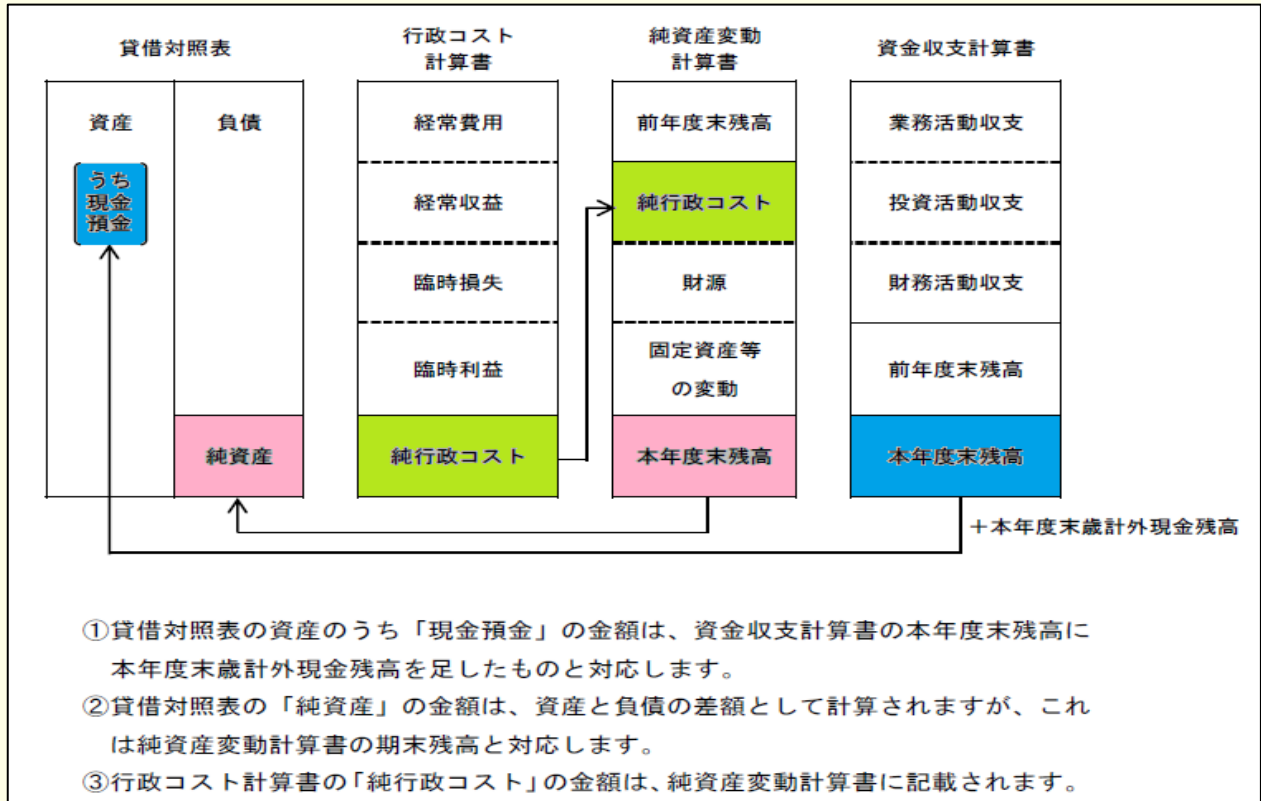 貸借対照表
行政コスト
計算書
純資産変動
計算書
資金収支計算書
資産
負債
経常費用
前年度末残高
業務活動収支
うち
現金
預金
経常収益
純行政コスト
投資活動収支
臨時損失
財源
財務活動収支
臨時利益
固定資産等
の変動
前年度末残高
純資産
純行政コスト
本年度末残高
本年度末残高
＋本年度末歳計外現金残高
①貸借対照表の資産のうち「現金預金」の金額は、資金収支計算書の本年度末残高に
本年度末歳計外現金残高を足したものと対応します。
②貸借対照表の「純資産」の金額は、資産と負債の差額として計算されますが、これ
は純資産変動計算書の期末残高と対応します。
③行政コスト計算書の「純行政コスト」の金額は、純資産変動計算書に記載されます。